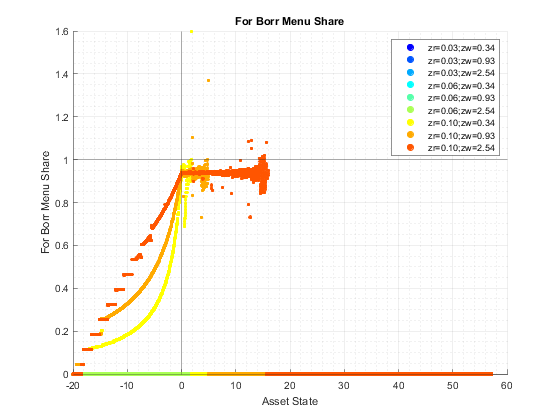 For Borr Menu Share
For Borr Menu Share
1.6
1.4
1.2
1
0.8
0.6
0.4
0.2
0
-20
-10
0
10
20
30
40
50
60
Asset State
zr=0.03;zw=0.34
zr=0.03;zw=0.93
zr=0.03;zw=2.54
zr=0.06;zw=0.34
zr=0.06;zw=0.93
zr=0.06;zw=2.54
zr=0.10;zw=0.34
zr=0.10;zw=0.93
zr=0.10;zw=2.54